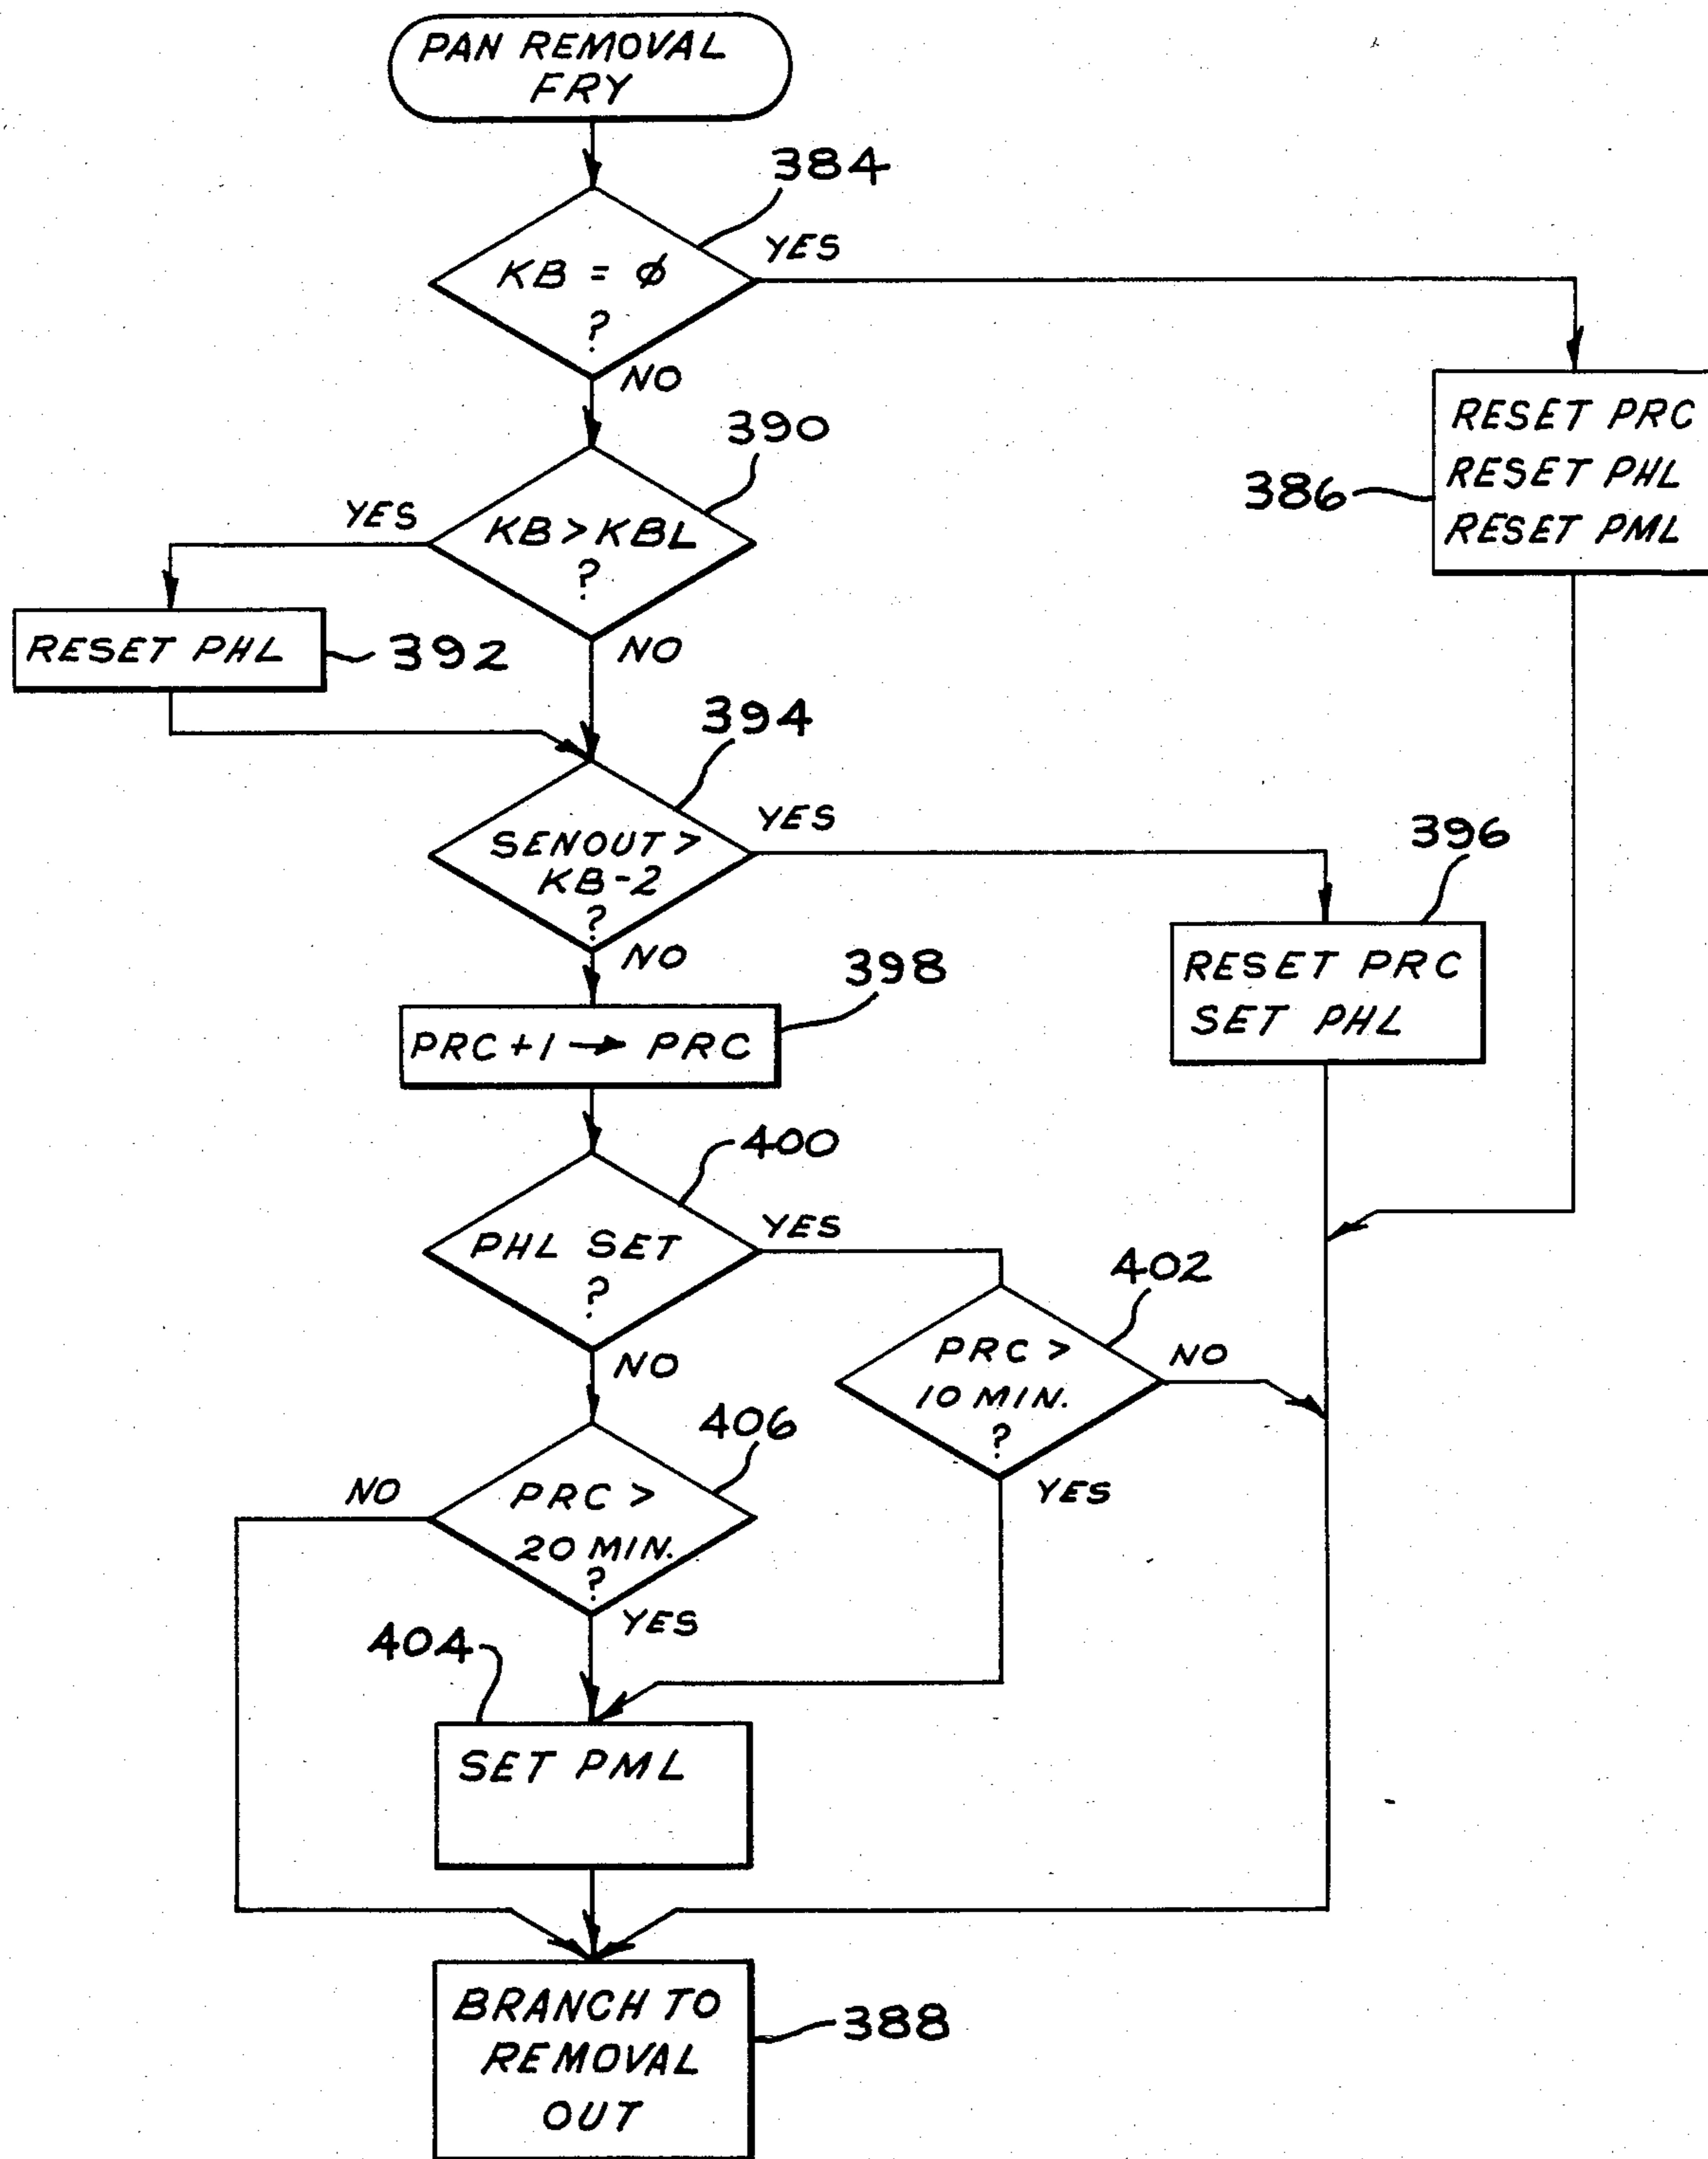 PAN REMOVAL
FRY
384
KB = ϕ
?
YES
NO
390
KB > KBL
?
YES
NO
RESET PRC
RESET PHL
RESET PML
386
RESET PHL
392
394
SENOUT >
KB-2
?
YES
NO
396
RESET PRC
SET PHL
398
PRC + 1 → PRC
400
PHL SET
?
YES
NO
402
PRC >
10 MIN.
?
NO
YES
406
PRC >
20 MIN.
?
NO
YES
404
SET PML
BRANCH TO
REMOVAL
OUT
388